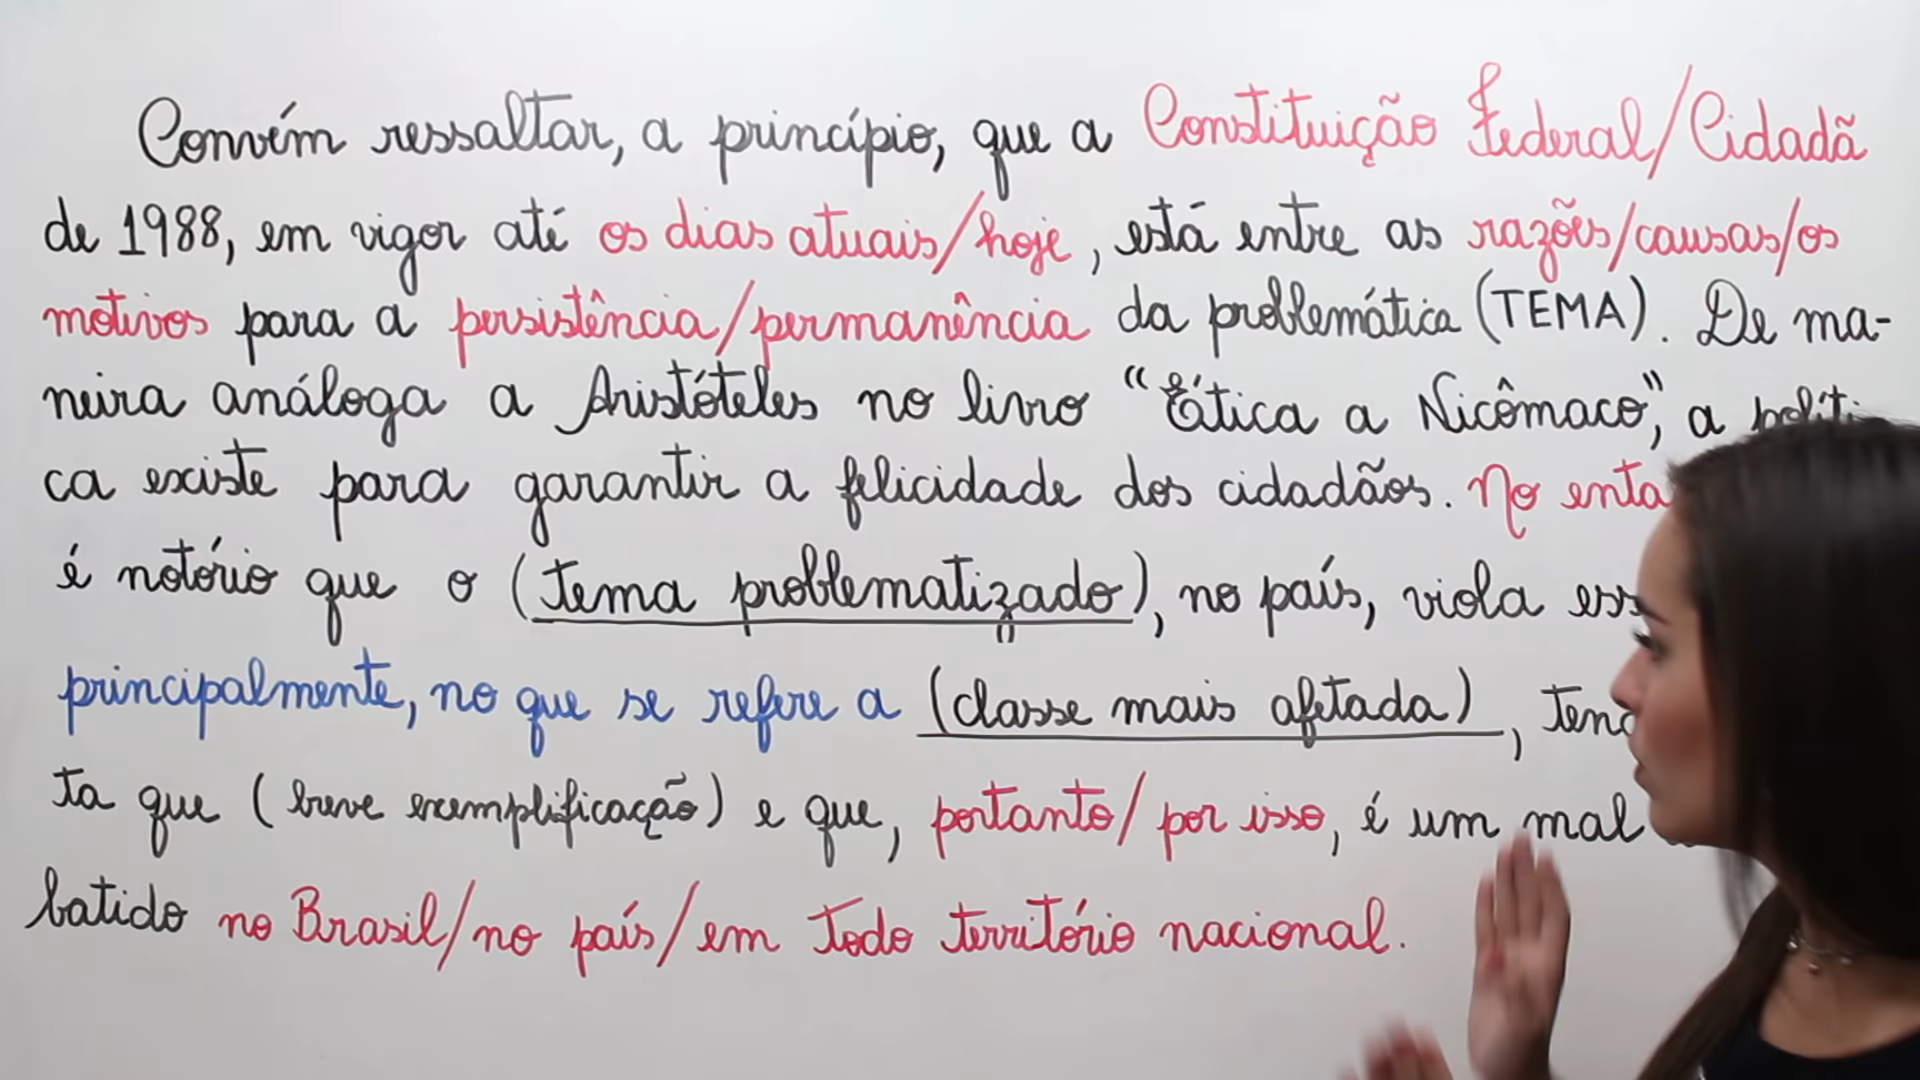 Convém ressaltar, a princípio, que a Constituição Federal/Cidadã
de 1988, em vigor até os dias atuais/hoje, está entre as razões/causas/os
motivos para a persistência/permanência da problemática (TEMA). De ma-
neira análoga a Aristóteles no livro "Ética a Nicômaco", a
ca existe para garantir a felicidade dos cidadãos. No
é notório que o (tema problematizado), no país, viola
principalmente, no que se refere a (classe mais afetada),
ta que (breve exemplificação) e que, portanto/por isso, é um mal
batido no Brasil/no país/em todo território nacional.